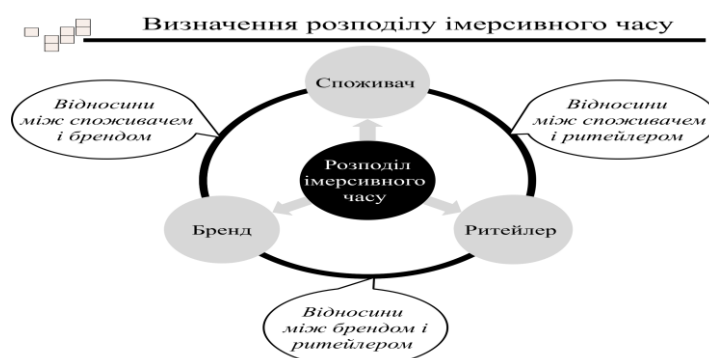 Визначення розподілу імерсивного часу
Споживач
Відносини
між споживачем
і брендом
Відносини
між споживачем
і ритейлером
Розподіл
імерсивного
часу
Бренд
Ритейлер
Відносини
між брендом і
ритейлером